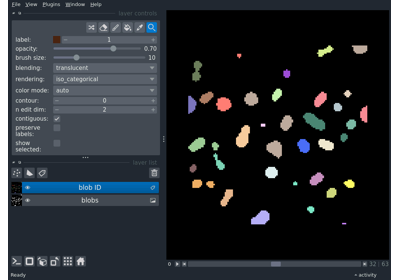 File View Plugins Window Help
layer controls
label: 1
opacity: 0.70
brush size: 10
blending: translucent
rendering: iso_categorical
color mode: auto
contour: 0
n edit dim: 2
contiguous:
preserve
labels:
show
selected:
layer list
blob ID
blobs
Ready
0
32 | 63
activity